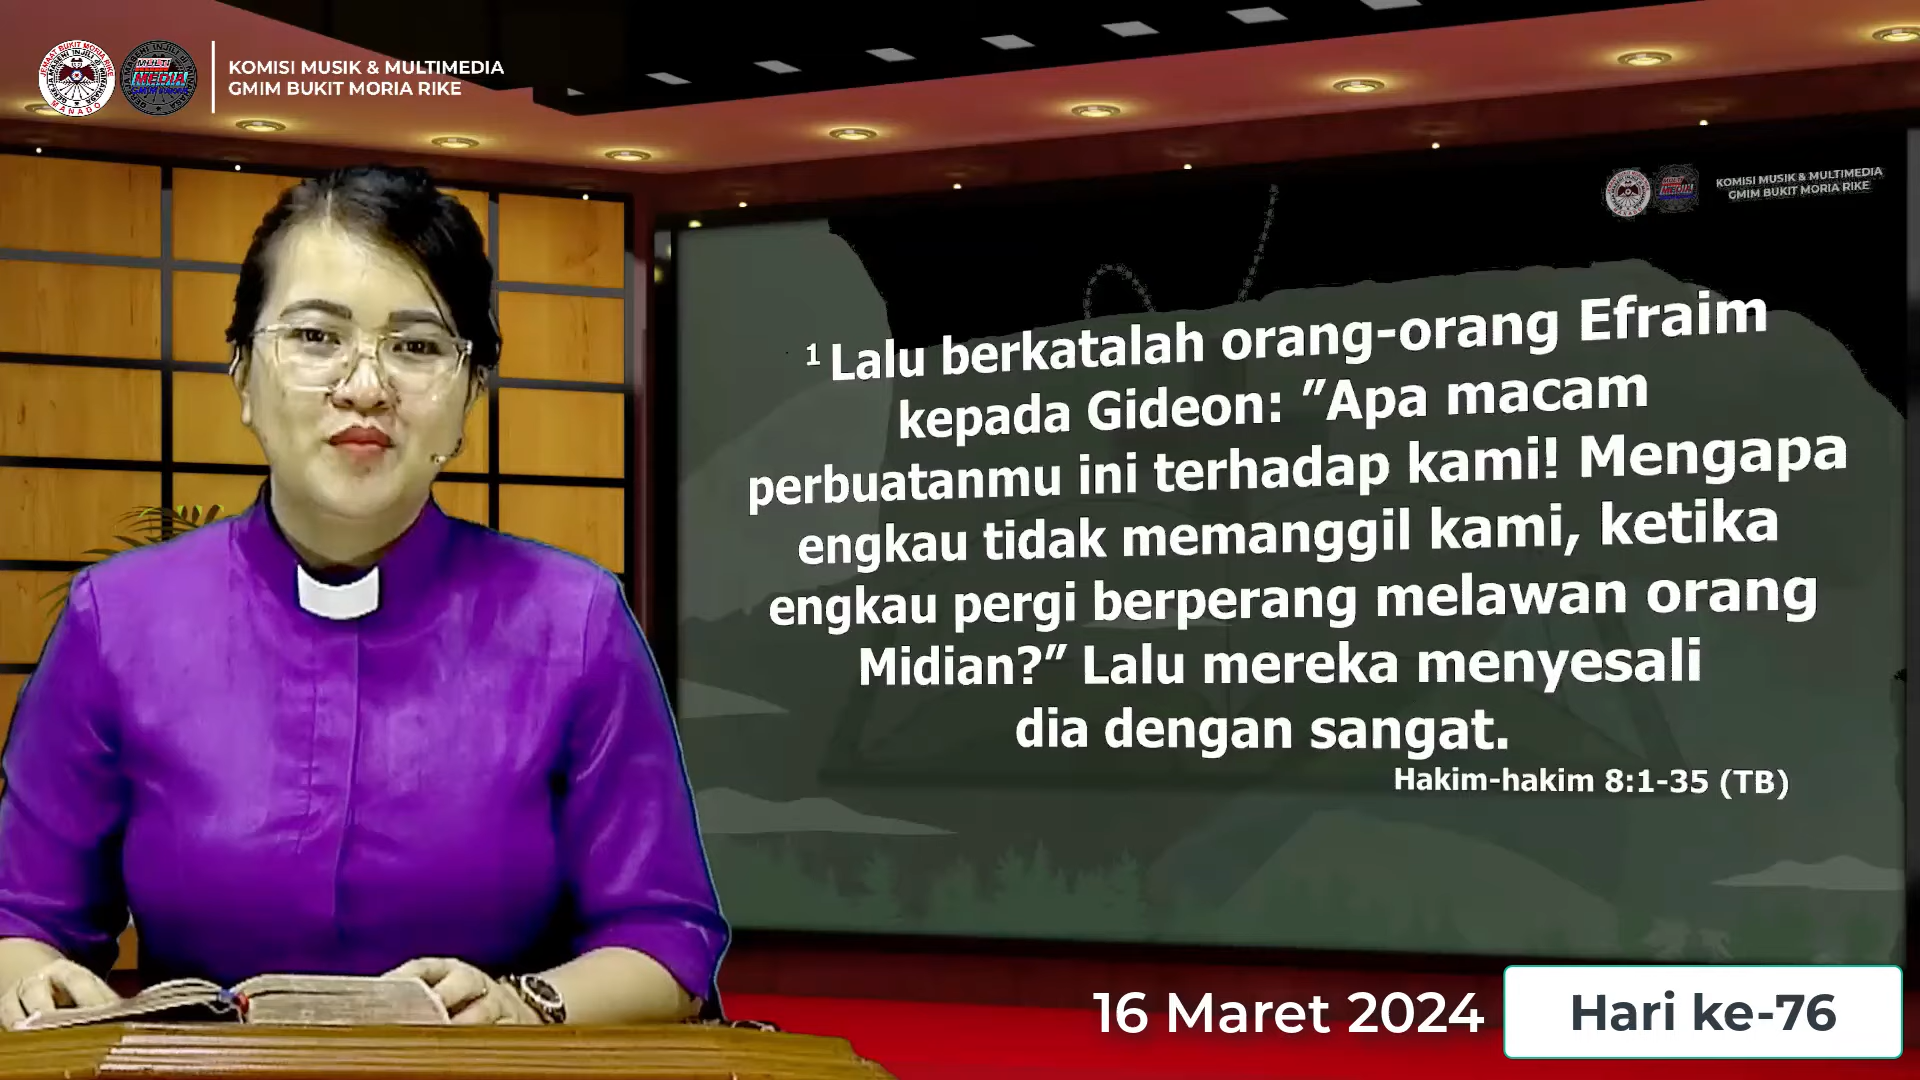 KOMISI MUSIK & MULTIMEDIA
GMIM BUKIT MORIA RIKE
MULTI
MEDIA
MANADO
KOMISI MUSIK & MULTIMEDIA
GMIM BUKIT MORIA RIKE
1 Lalu berkatalah orang-orang Efraim
kepada Gideon: ”Apa macam
perbuatanmu ini terhadap kami! Mengapa
engkau tidak memanggil kami, ketika
engkau pergi berperang melawan orang
Midian?” Lalu mereka menyesali
dia dengan sangat.
Hakim-hakim 8:1-35 (TB)
16 Maret 2024
Hari ke-76